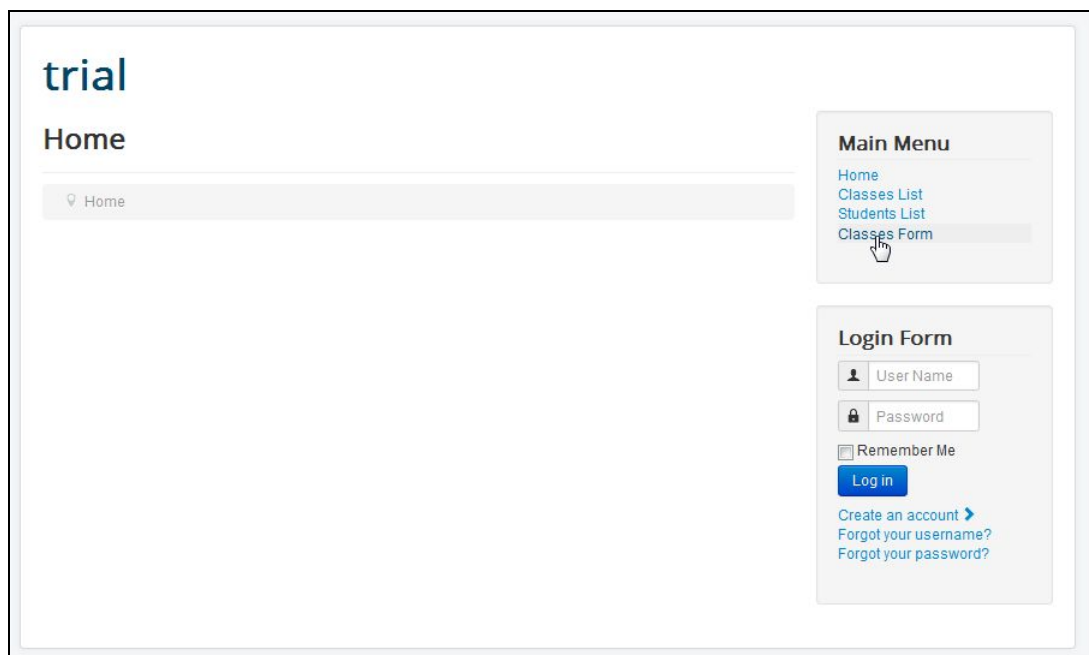 trial
Home
Home
Main Menu
Home
Classes List
Students List
Classes Form
Login Form
User Name
Password
Remember Me
Log in
Create an account
Forgot your username?
Forgot your password?